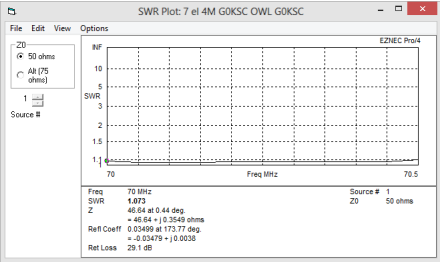 SWR Plot: 7 el 4M G0KSC OWL G0KSC
File Edit View Options
Z0
50 ohms
Alt (75
ohms)
1
Source #
EZNEC Pro/4
INF
10
5
SWR
3
2
1.5
1.1
1
70 Freq MHz 70.5
Freq 70 MHz Source # 1
SWR 1.073 Z0 50 ohms
Z 46.64 at 0.44 deg.
= 46.64 + j 0.3549 ohms
Refl Coeff 0.03499 at 173.77 deg.
= -0.03479 + j 0.0038
Ret Loss 29.1 dB